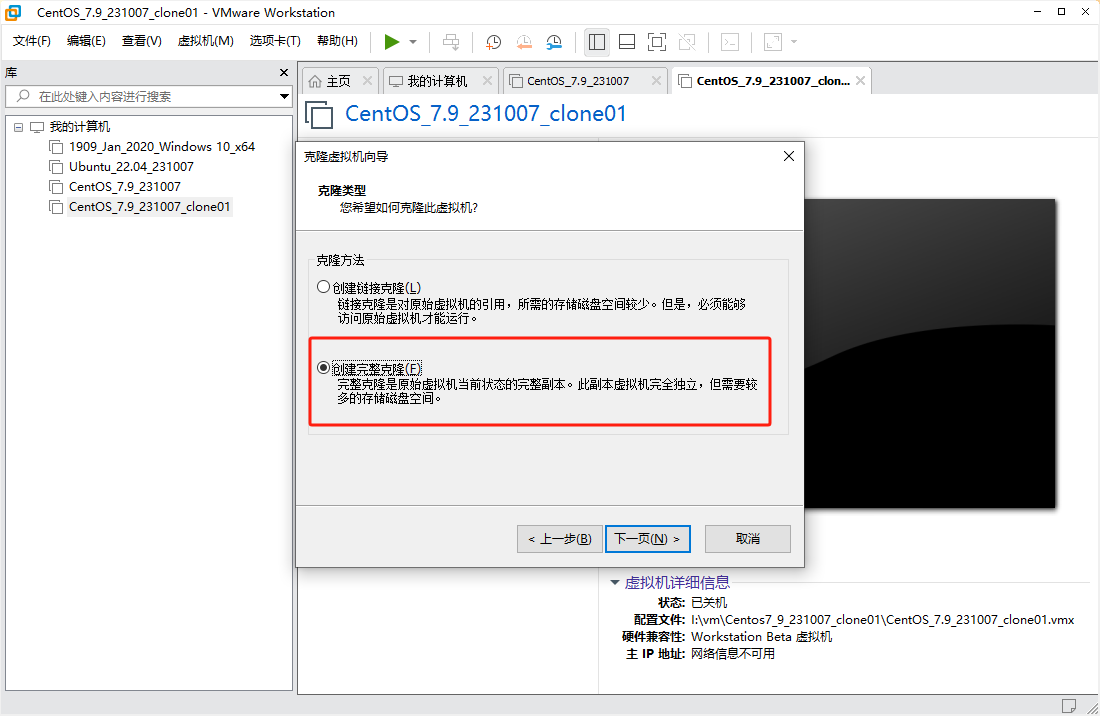 CentOS_7.9_231007_clone01 - VMware Workstation
文件(F) 编辑(E) 查看(V) 虚拟机(M) 选项卡(T) 帮助(H)
库
在此处键入内容进行搜索
我的计算机
1909_Jan_2020_Windows 10_x64
Ubuntu_22.04_231007
CentOS_7.9_231007
CentOS_7.9_231007_clone01
主页 我的计算机 CentOS_7.9_231007 CentOS_7.9_231007_clon...
CentOS_7.9_231007_clone01
克隆虚拟机向导
克隆类型
您希望如何克隆此虚拟机?
克隆方法
创建链接克隆(L)
链接克隆是对原始虚拟机的引用，所需的存储磁盘空间较少。但是，必须能够
访问原始虚拟机才能运行。
创建完整克隆(F)
完整克隆是原始虚拟机当前状态的完整副本。此副本虚拟机完全独立，但需要较
多的存储磁盘空间。
< 上一步(B) 下一页(N) > 取消
虚拟机详细信息
状态: 已关机
配置文件: I:\vm\Centos7_9_231007_clone01\CentOS_7.9_231007_clone01.vmx
硬件兼容性: Workstation Beta 虚拟机
主 IP 地址: 网络信息不可用